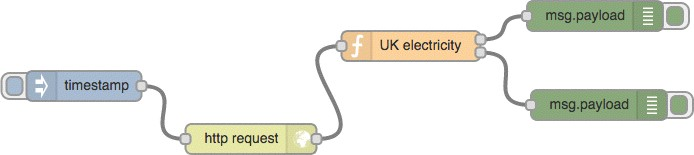 msg.payload
UK electricity
timestamp
msg.payload
http request